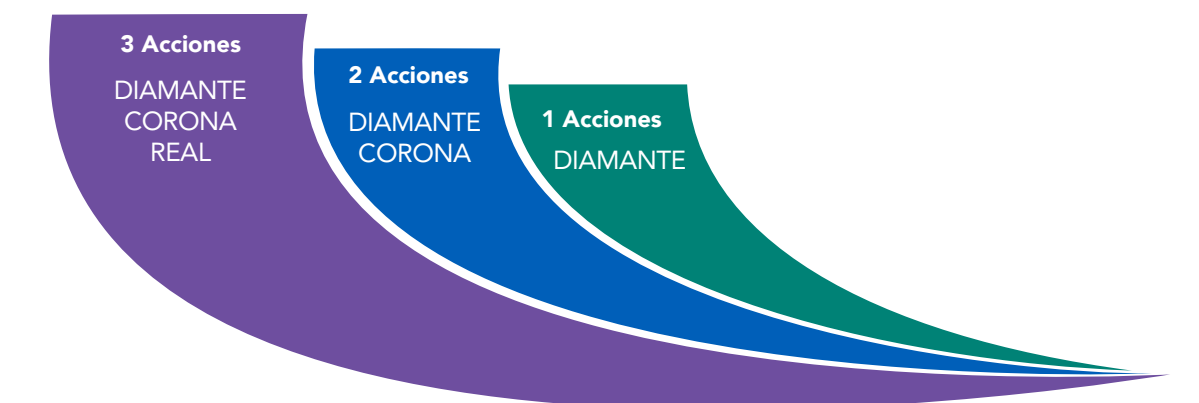 3 Acciones
DIAMANTE
CORONA
REAL
2 Acciones
DIAMANTE
CORONA
1 Acciones
DIAMANTE